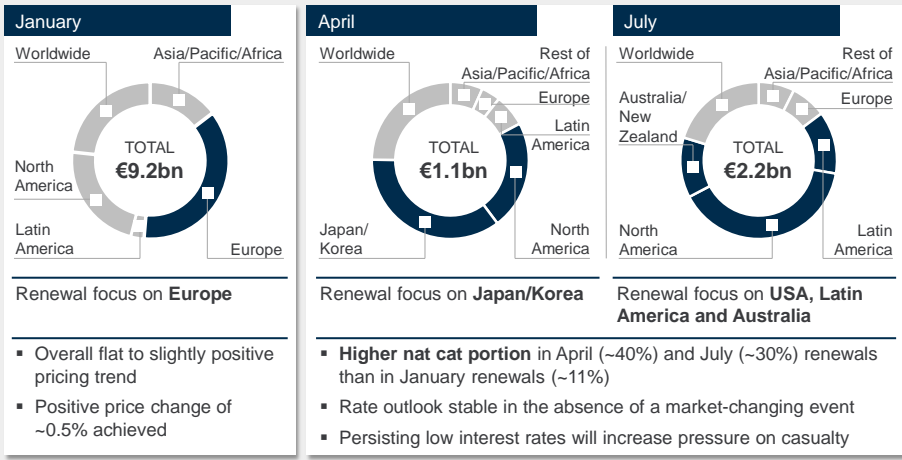 January
Worldwide
Asia/Pacific/Africa
TOTAL
€9.2bn
North
America
Latin
America
Europe
Renewal focus on Europe
▪ Overall flat to slightly positive
pricing trend
▪ Positive price change of
~0.5% achieved
April
Worldwide
Rest of
Asia/Pacific/Africa
Europe
Latin
America
TOTAL
€1.1bn
Japan/
Korea
North
America
Renewal focus on Japan/Korea
July
Worldwide
Rest of
Asia/Pacific/Africa
Europe
Australia/
New
Zealand
TOTAL
€2.2bn
North
America
Latin
America
Renewal focus on USA, Latin
America and Australia
▪ Higher nat cat portion in April (~40%) and July (~30%) renewals
than in January renewals (~11%)
▪ Rate outlook stable in the absence of a market-changing event
▪ Persisting low interest rates will increase pressure on casualty